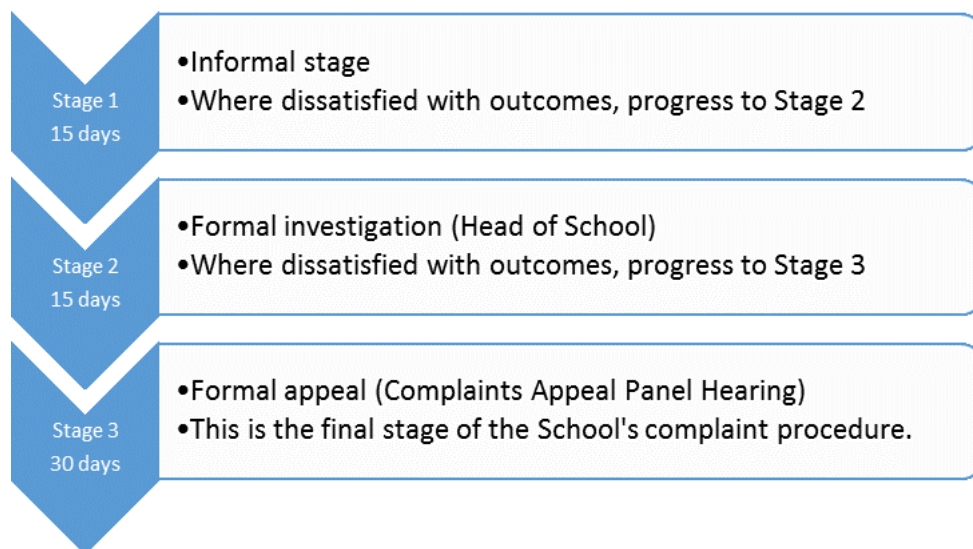 Stage 1
15 days
•Informal stage
•Where dissatisfied with outcomes, progress to Stage 2
Stage 2
15 days
•Formal investigation (Head of School)
•Where dissatisfied with outcomes, progress to Stage 3
Stage 3
30 days
•Formal appeal (Complaints Appeal Panel Hearing)
•This is the final stage of the School's complaint procedure.